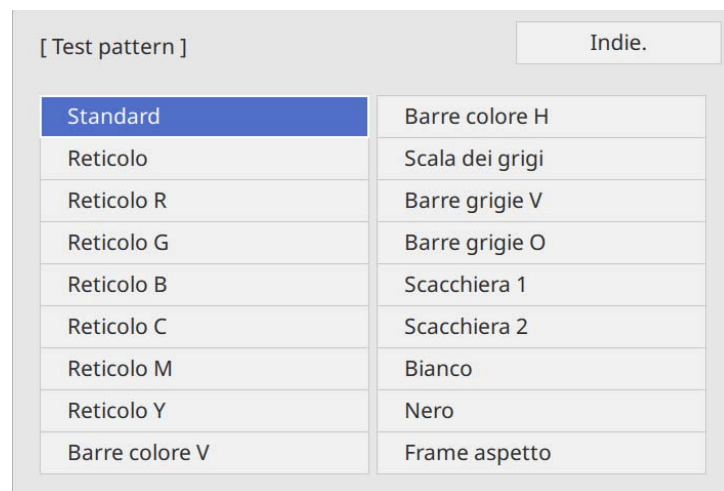 [ Test pattern ]
Indie.
Standard
Reticolo
Reticolo R
Reticolo G
Reticolo B
Reticolo C
Reticolo M
Reticolo Y
Barre colore V
Barre colore H
Scala dei grigi
Barre grigie V
Barre grigie O
Scacchiera 1
Scacchiera 2
Bianco
Nero
Frame aspetto